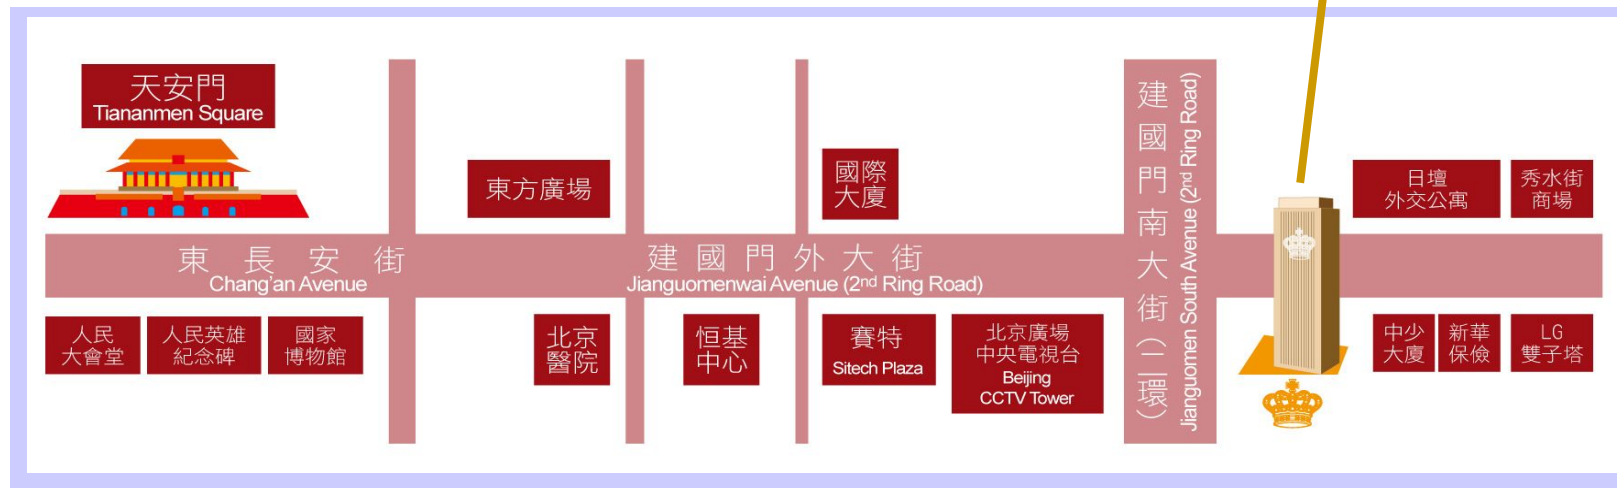 天安門
Tiananmen Square
東方廣場
國際
大廈
日壇
外交公寓
秀水街
商場
東長安街
Chang'an Avenue
建國門外大街
Jianguomenwai Avenue (2nd Ring Road)
建國門南大街(二環)
Jianguomen South Avenue (2nd Ring Road)
人民
大會堂
人民英雄
紀念碑
國家
博物館
北京
醫院
恒基
中心
賽特
Sitech Plaza
北京廣場
中央電視台
Beijing
CCTV Tower
中少
大廈
新華
保儉
LG
雙子塔